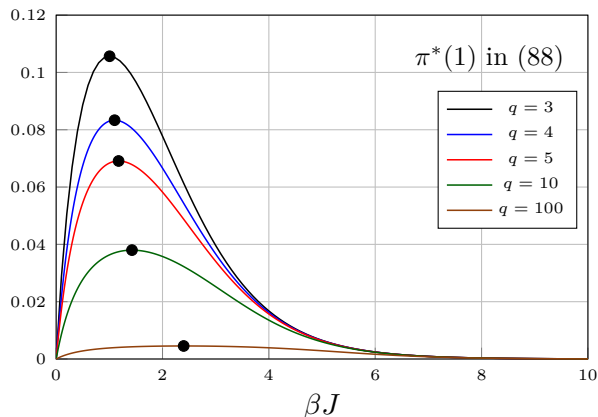 0.12
π*(1) in (88)
0.1
q = 3
q = 4
0.08
q = 5
q = 10
0.06
q = 100
0.04
0.02
0
0 2 4 6 8 10
βJ